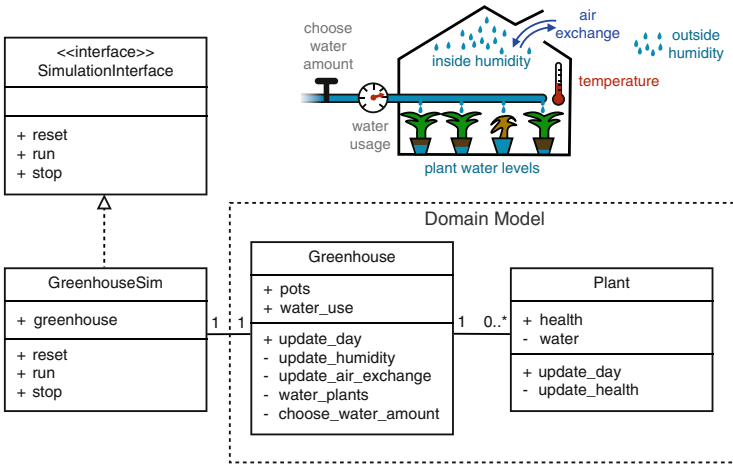 choose
water
amount
air
exchange
outside
humidity
inside humidity
temperature
water
usage
plant water levels
<<interface>>
SimulationInterface
+ reset
+ run
+ stop
Domain Model
GreenhouseSim
+ greenhouse
+ reset
+ run
+ stop
1
1
Greenhouse
+ pots
+ water_use
+ update_day
- update_humidity
- update_air_exchange
- water_plants
- choose_water_amount
1
0..*
Plant
+ health
- water
+ update_day
- update_health